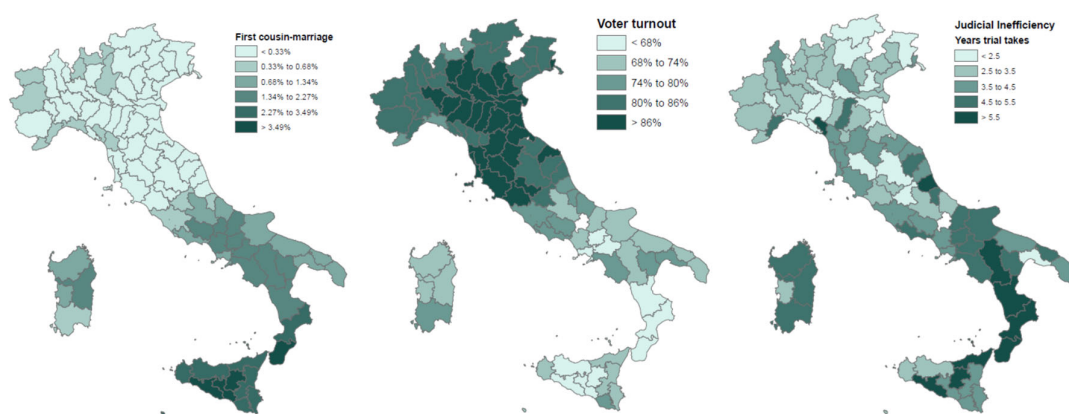 First cousin-marriage
< 0.33%
0.33% to 0.68%
0.68% to 1.34%
1.34% to 2.27%
2.27% to 3.49%
> 3.49%
Voter turnout
< 68%
68% to 74%
74% to 80%
80% to 86%
> 86%
Judicial Inefficiency
Years trial takes
< 2.5
2.5 to 3.5
3.5 to 4.5
4.5 to 5.5
> 5.5